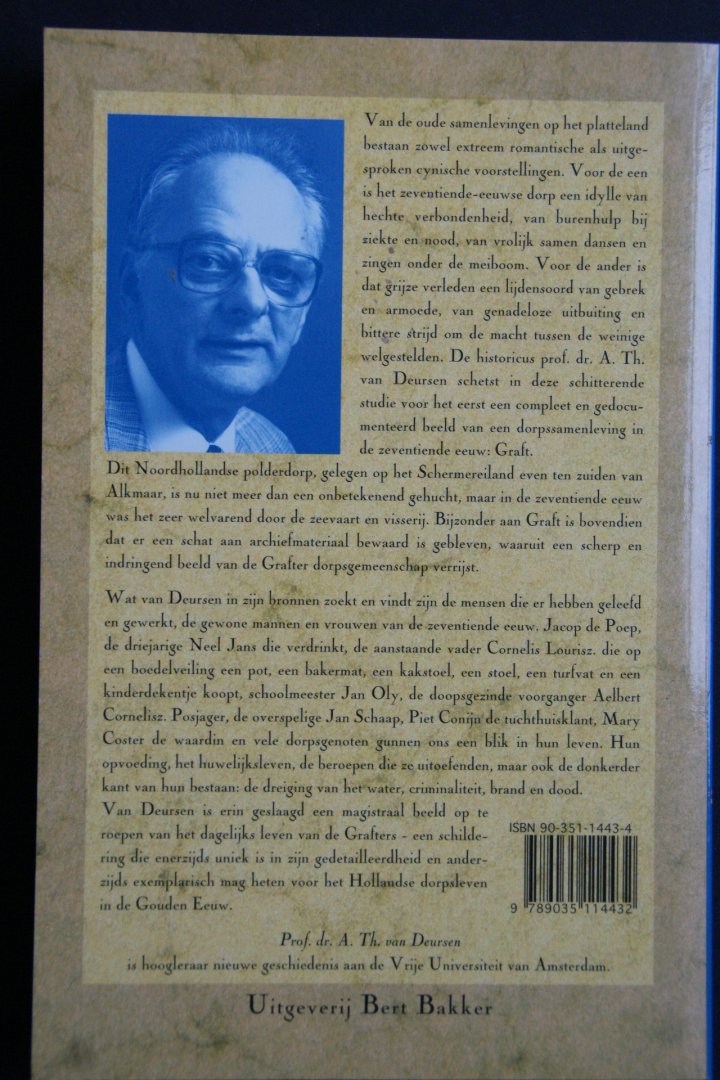 Van de oude samenlevingen op het platteland
bestaan zowel extreem romantische als uitge-
sproken cynische voorstellingen. Voor de een
is het zeventiende-eeuwse dorp een idylle van
hechte verbondenheid, van burenhulp bij
ziekte en nood, van vrolijk samen dansen en
zingen onder de meiboom. Voor de ander is
dat grijze verleden een lijdensoord van gebrek
en armoede, van genadeloze uitbuiting en
bittere strijd om de macht tussen de weinige
welgestelden. De historicus prof. dr. A. Th.
van Deursen schetst in deze schitterende
studie voor het eerst een compleet en gedocu-
menteerd beeld van een dorpssamenleving in
de zeventiende eeuw: Graft.
Dit Noordhollandse polderdorp, gelegen op het Schermereiland even ten zuiden van
Alkmaar, is nu niet meer dan een onbetekenend gehucht, maar in de zeventiende eeuw
was het zeer welvarend door de zeevaart en visserij. Bijzonder aan Graft is bovendien
dat er een schat aan archiefmateriaal bewaard is gebleven, waaruit een scherp en
indringend beeld van de Grafter dorpsgemeenschap verrijst.
Wat van Deursen in zijn bronnen zoekt en vindt zijn de mensen die er hebben geleefd
en gewerkt, de gewone mannen en vrouwen van de zeventiende eeuw. Jacop de Poep,
de driejarige Neel Jans die verdrinkt, de aanstaande vader Cornelis Lourisz. die op
een boedelveiling een pot, een bakermat, een kakstoel, een stoel, een turfvat en een
kinderdekentje koopt, schoolmeester Jan Oly, de doopsgezinde voorganger Aelbert
Cornelisz. Posjager, de overspelige Jan Schaap, Piet Conijn de tuchthuisklant, Mary
Coster de waardin en vele dorpsgenoten gunnen ons een blik in hun leven. Hun
opvoeding, het huwelijksleven, de beroepen die ze uitoefenden, maar ook de donkerder
kant van hun bestaan: de dreiging van het water, criminaliteit, brand en dood.
Van Deursen is erin geslaagd een magistraal beeld op te
roepen van het dagelijks leven van de Grafters - een schilde-
ring die enerzijds uniek is in zijn gedetailleerdheid en ander-
zijds exemplarisch mag heten voor het Hollandse dorpsleven
in de Gouden Eeuw.
ISBN 90-351-1443-4
9 789035 114432
Prof. dr. A. Th. van Deursen
is hoogleraar nieuwe geschiedenis aan de Vrije Universiteit van Amsterdam.
Uitgeverij Bert Bakker